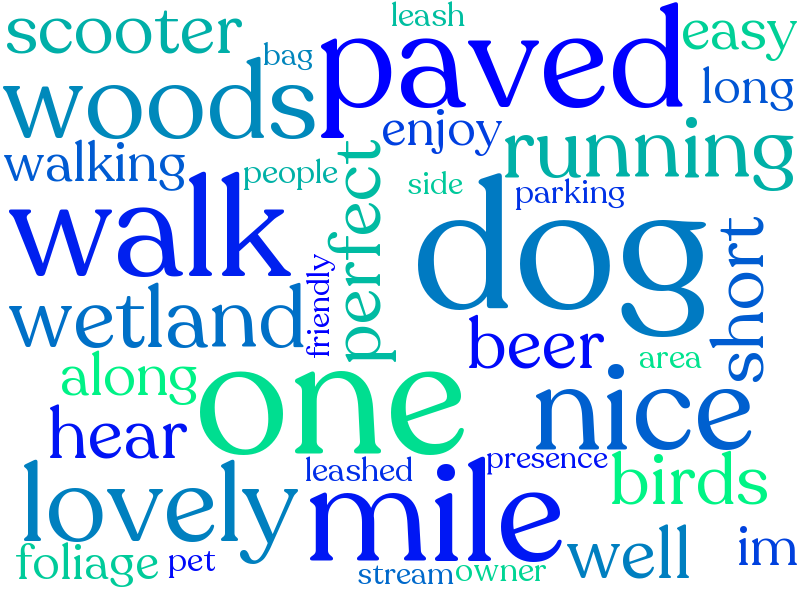 leash
scooter
paved
easy
bag
woods
long
enjoy
running
walking
people
perfect
side
parking
walk
dog
short
wetland
friendly
beer
along
one
area
nice
hear
lovely
leashed
mile
presence
birds
foliage
pet
stream
owner
well
im